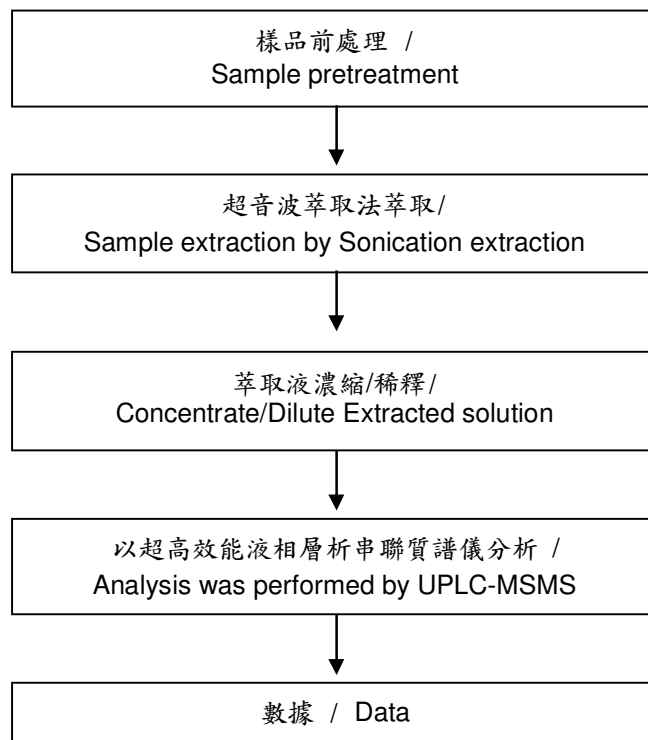 樣品前處理 /
Sample pretreatment
超音波萃取法萃取/
Sample extraction by Sonication extraction
萃取液濃縮/稀釋/
Concentrate/Dilute Extracted solution
以超高效能液相層析串聯質譜儀分析 /
Analysis was performed by UPLC-MSMS
數據 / Data